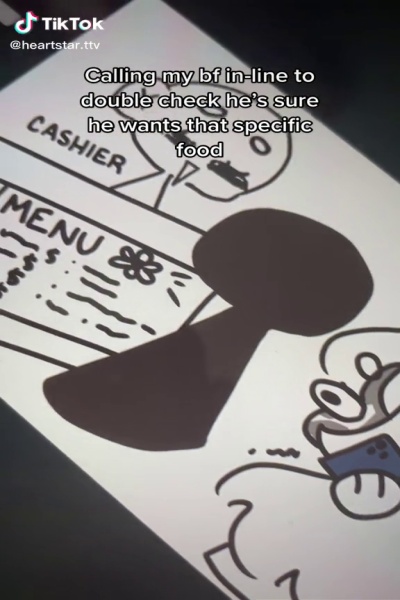 TikTok
@heartstar.ttv
Calling my bf in-line to
double check he's sure
he wants that specific
food
CASHIER
MENU
$
$
$$
$$